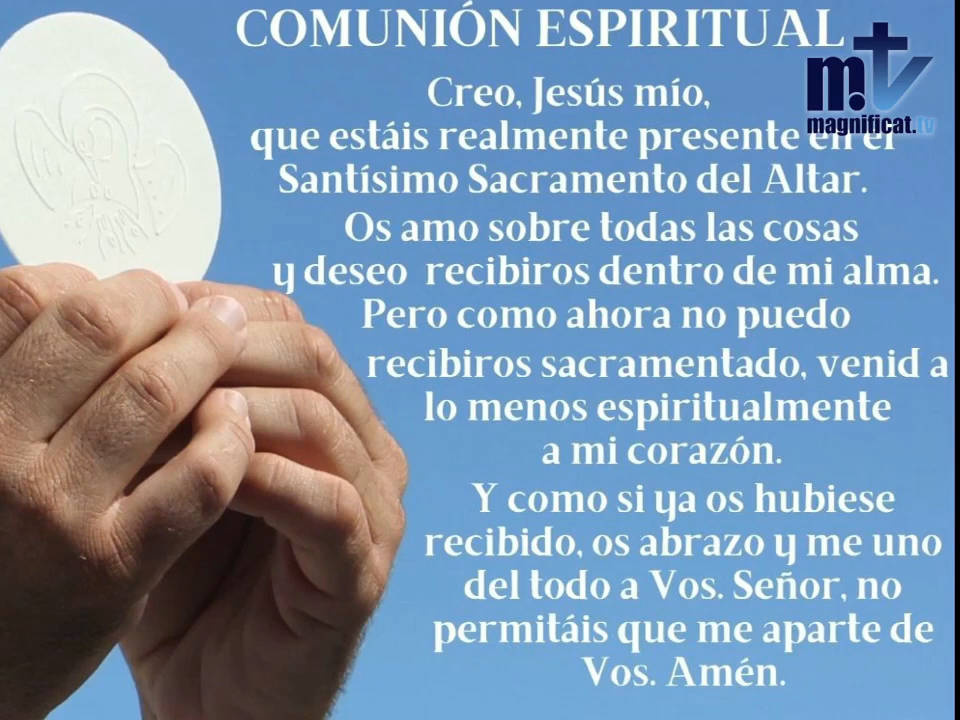 COMUNIÓN ESPIRITUAL
m.tv
magnificat.tv
Creo, Jesús mío,
que estáis realmente presente en el
Santísimo Sacramento del Altar.
Os amo sobre todas las cosas
y deseo recibiros dentro de mi alma.
Pero como ahora no puedo
recibiros sacramentado, venid a
lo menos espiritualmente
a mi corazón.
Y como si ya os hubiese
recibido, os abrazo y me uno
del todo a Vos. Señor, no
permitáis que me aparte de
Vos. Amén.